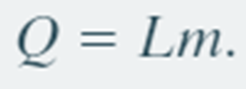 Q = Lm.